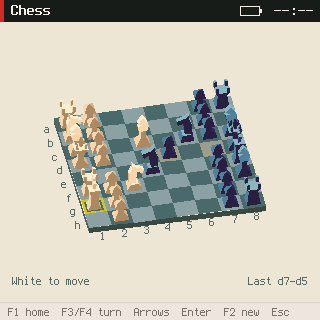 Chess --:--
a
b
c
d
e
f
g
h
1 2 3 4 5 6 7 8
White to move Last d7-d5
F1 home F3/F4 turn Arrows Enter F2 new Esc